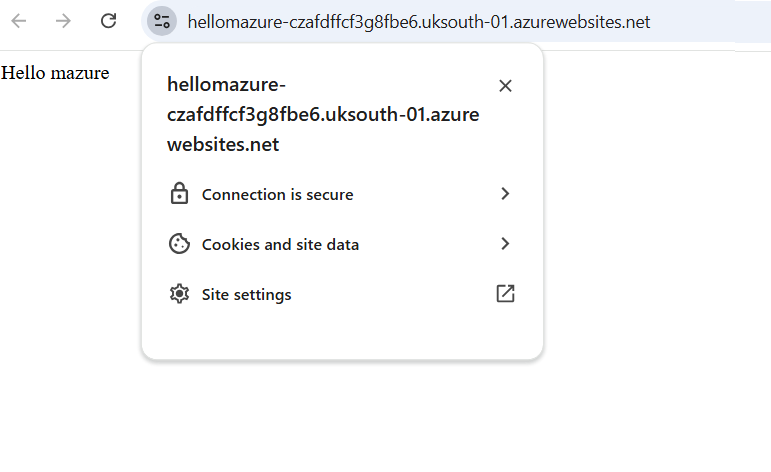 hellomazure-czafdffcf3g8fbe6.uksouth-01.azurewebsites.net
Hello mazure
hellomazure-
czafdffcf3g8fbe6.uksouth-01.azure
websites.net
Connection is secure
Cookies and site data
Site settings